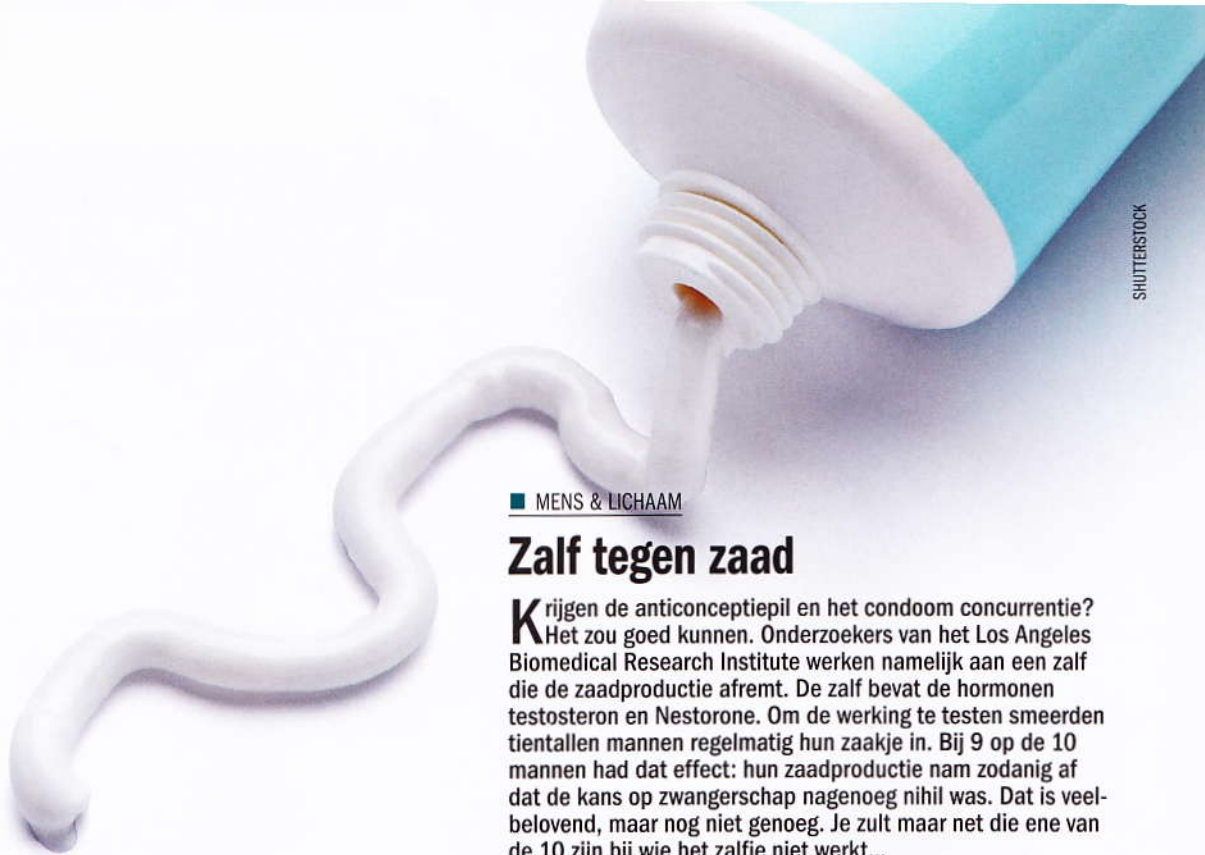 SHUTTERSTOCK
MENS & LICHAAM
Zalf tegen zaad
Krijgen de anticonceptiepil en het condoom concurrentie?
Het zou goed kunnen. Onderzoekers van het Los Angeles
Biomedical Research Institute werken namelijk aan een zalf
die de zaadproductie afremt. De zalf bevat de hormonen
testosteron en Nestorone. Om de werking te testen smeerden
tientallen mannen regelmatig hun zaakje in. Bij 9 op de 10
mannen had dat effect: hun zaadproductie nam zodanig af
dat de kans op zwangerschap nagenoeg nihil was. Dat is veel-
belovend, maar nog niet genoeg. Je zult maar net die ene van
de 10 zijn bij wie het zalfje niet werkt...